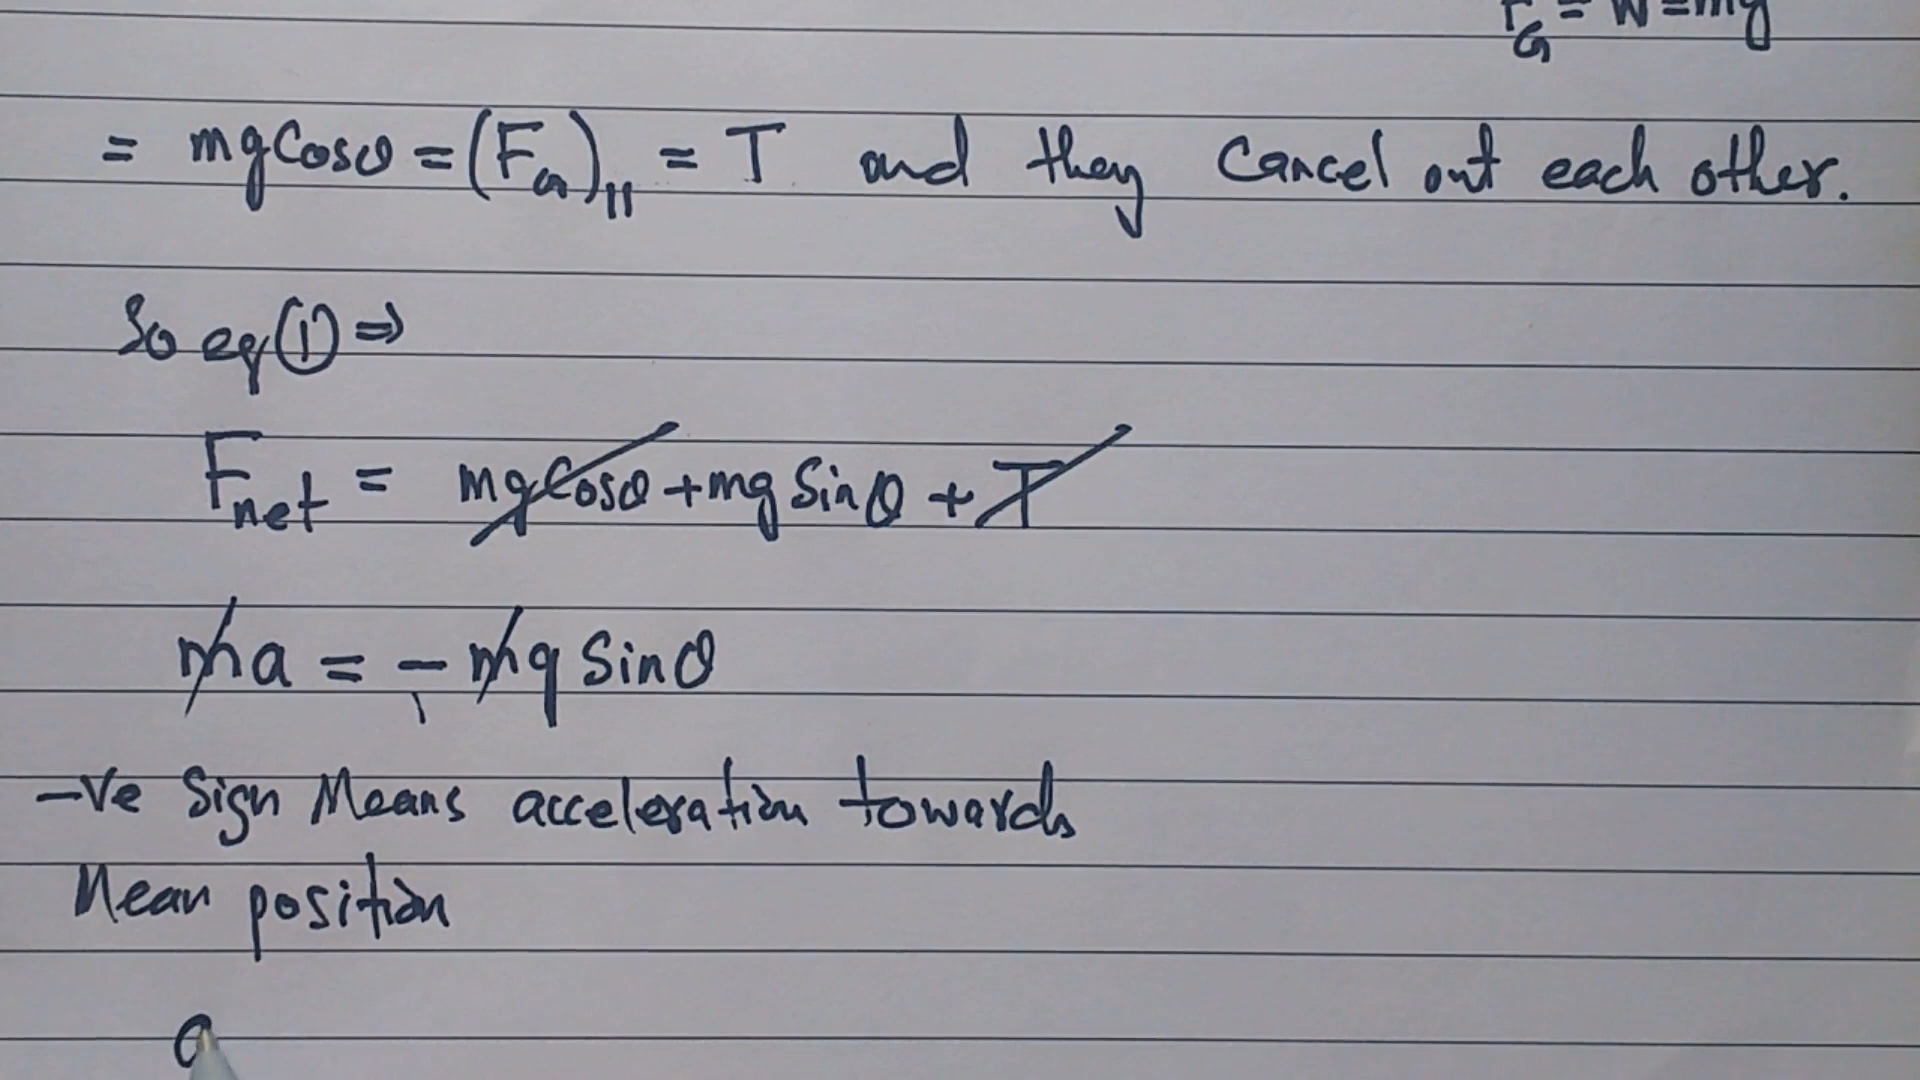 F_G = W = mg
= mgCosθ = (F_G)_|| = T and they Cancel out each other.
So eq(1) ⇒
F_net = mgCosθ + mg Sinθ + T
ma = - mg Sinθ
-Ve Sign Means acceleration towards
Mean position
a